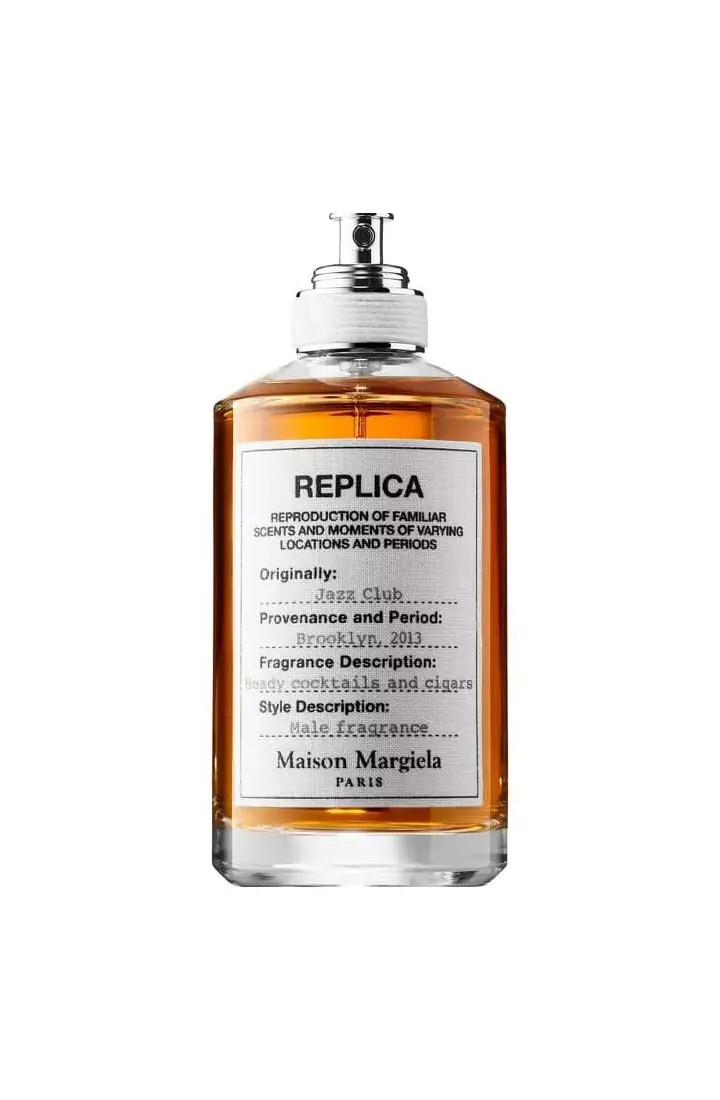 REPLICA
REPRODUCTION OF FAMILIAR
SCENTS AND MOMENTS OF VARYING
LOCATIONS AND PERIODS
Originally:
Jazz Club
Provenance and Period:
Brooklyn, 2013
Fragrance Description:
Heady cocktails and cigars
Style Description:
Male fragrance
Maison Margiela
PARIS